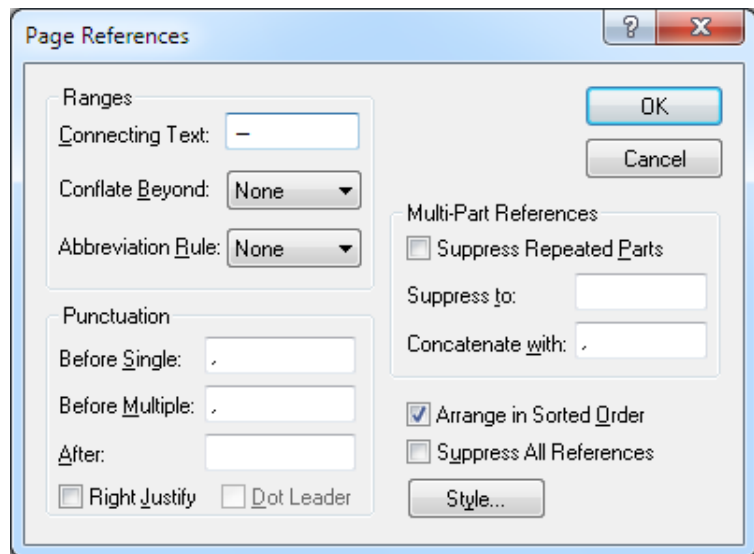 Page References
Ranges
Connecting Text: –
Conflate Beyond: None
Abbreviation Rule: None
Punctuation
Before Single: ,
Before Multiple: ,
After:
Right Justify Dot Leader
OK
Cancel
Multi-Part References
Suppress Repeated Parts
Suppress to:
Concatenate with: ,
Arrange in Sorted Order
Suppress All References
Style...